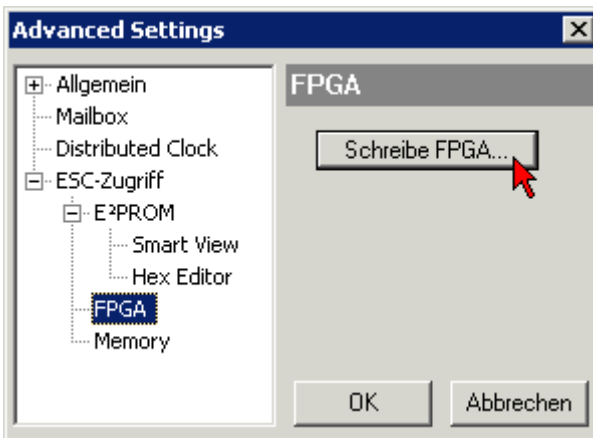 Advanced Settings
Allgemein
Mailbox
Distributed Clock
ESC-Zugriff
E²PROM
Smart View
Hex Editor
FPGA
Memory
FPGA
Schreibe FPGA...
OK
Abbrechen